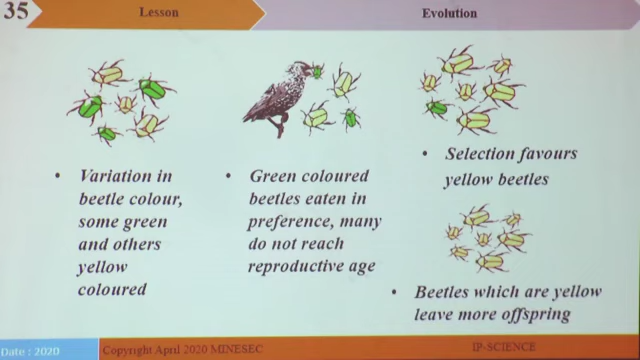 35
Lesson
Evolution
• Variation in
beetle colour,
some green
and others
yellow
coloured
• Green coloured
beetles eaten in
preference, many
do not reach
reproductive age
• Selection favours
yellow beetles
• Beetles which are yellow
leave more offspring
Date : 2020
Copyright April 2020 MINESEC
IP-SCIENCE